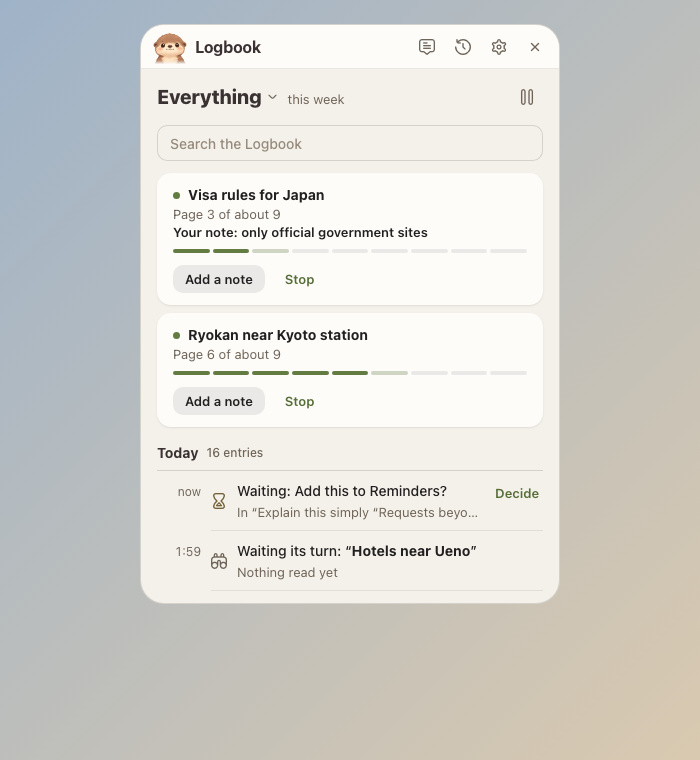 Logbook
Everything this week
Search the Logbook
Visa rules for Japan
Page 3 of about 9
Your note: only official government sites
Add a note Stop
Ryokan near Kyoto station
Page 6 of about 9
Add a note Stop
Today 16 entries
now Waiting: Add this to Reminders? Decide
In “Explain this simply “Requests beyo…
1:59 Waiting its turn: “Hotels near Ueno”
Nothing read yet